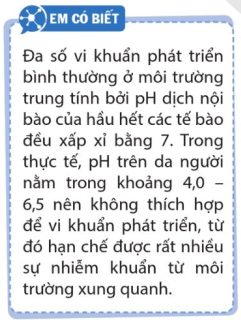 EM CÓ BIẾT
Đa số vi khuẩn phát triển
bình thường ở môi trường
trung tính bởi pH dịch nội
bào của hầu hết các tế bào
đều xấp xỉ bằng 7. Trong
thực tế, pH trên da người
nằm trong khoảng 4,0 –
6,5 nên không thích hợp
để vi khuẩn phát triển, từ
đó hạn chế được rất nhiều
sự nhiễm khuẩn từ môi
trường xung quanh.